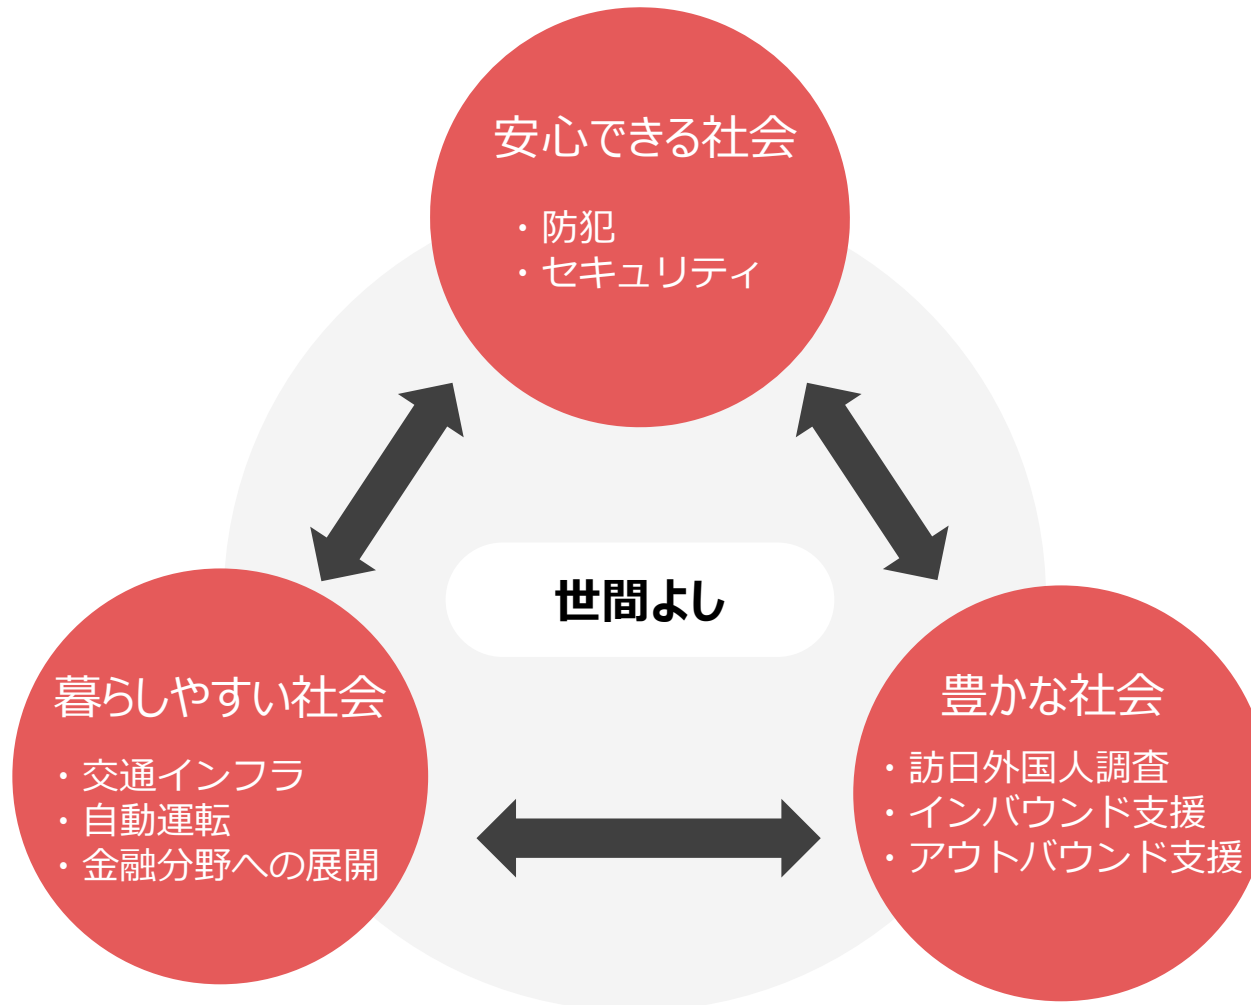 安心できる社会
・防犯
・セキュリティ
世間よし
暮らしやすい社会
・交通インフラ
・自動運転
・金融分野への展開
豊かな社会
・訪日外国人調査
・インバウンド支援
・アウトバウンド支援